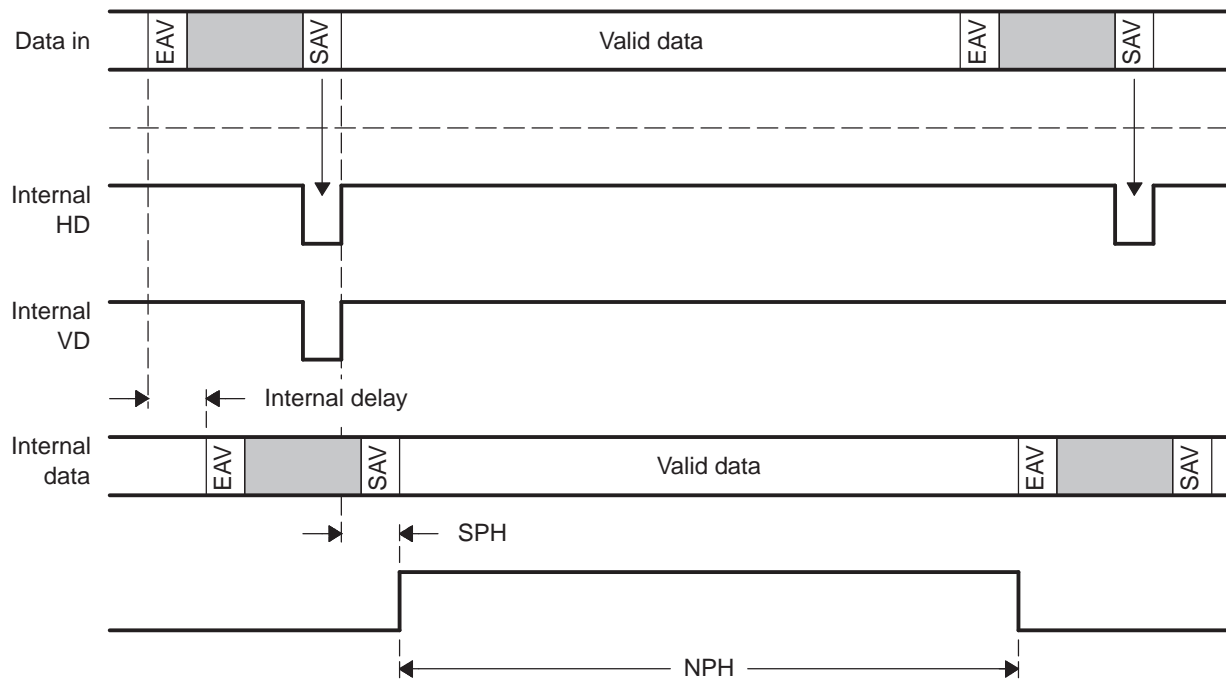 Data in
EAV
SAV
Valid data
EAV
SAV
Internal
HD
Internal
VD
Internal delay
Internal
data
EAV
SAV
Valid data
EAV
SAV
SPH
NPH